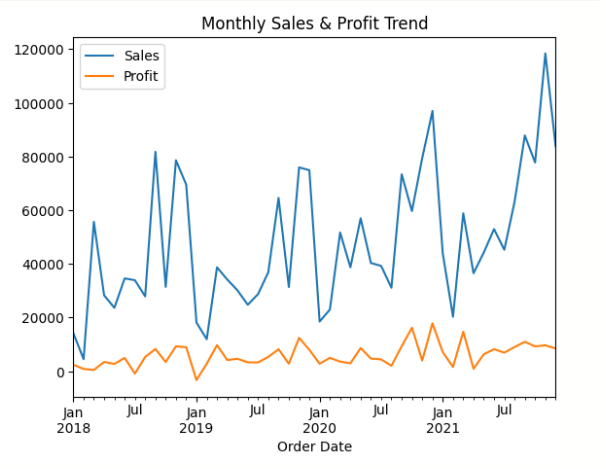 Monthly Sales & Profit Trend
120000
100000
80000
60000
40000
20000
0
Sales
Profit
Jan Jul Jan Jul Jan Jul Jan Jul
2018 2019 2020 2021
Order Date